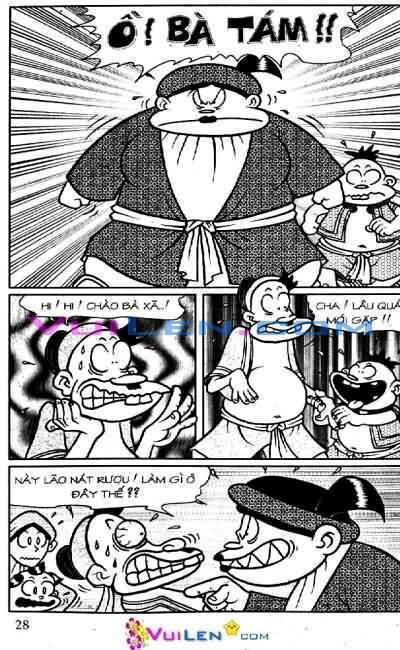 Ồ! BÀ TÁM!!
HI! HI! CHÀO BÀ XÃ..!
CHA! LÂU QUÁ
MỚI GẶP!!
VUILEN.COM
NÀY LÃO NÁT RƯỢU! LÀM GÌ Ở
ĐÂY THẾ??
28
VUILEN.COM